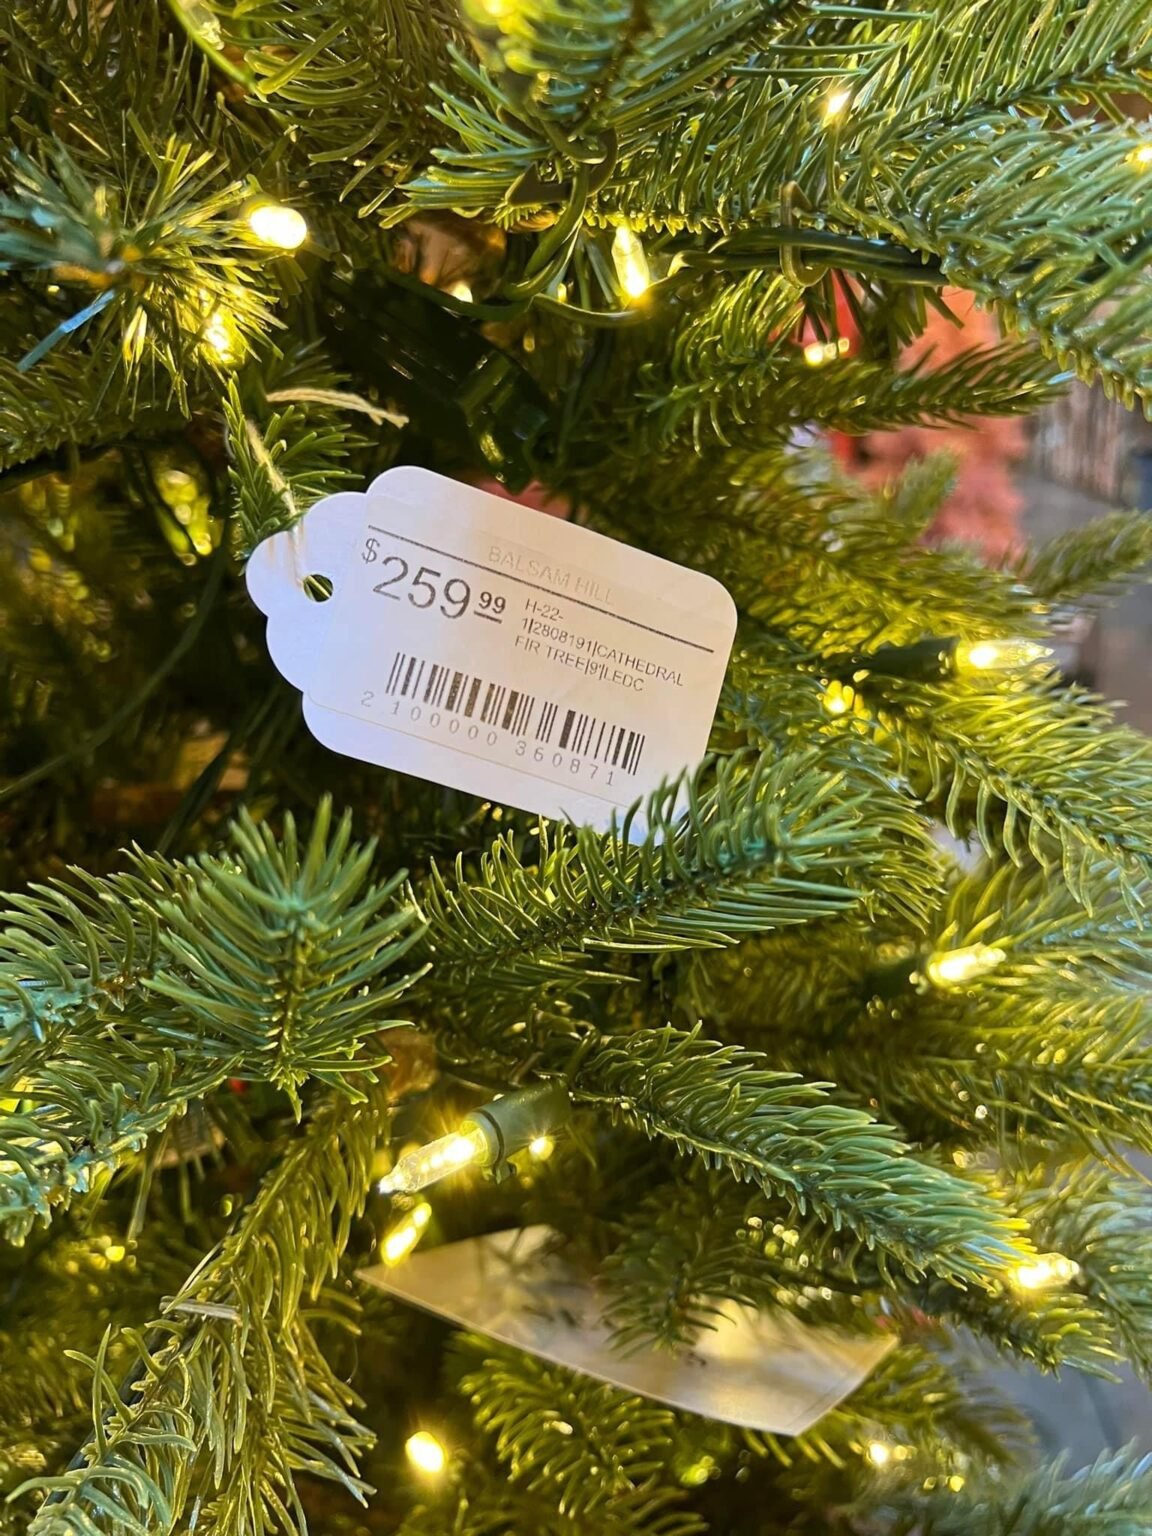 BALSAM HILL
$259.99
H-22-
1|2808191|CATHEDRAL
FIR TREE|9'|LEDC
2 100000 360871